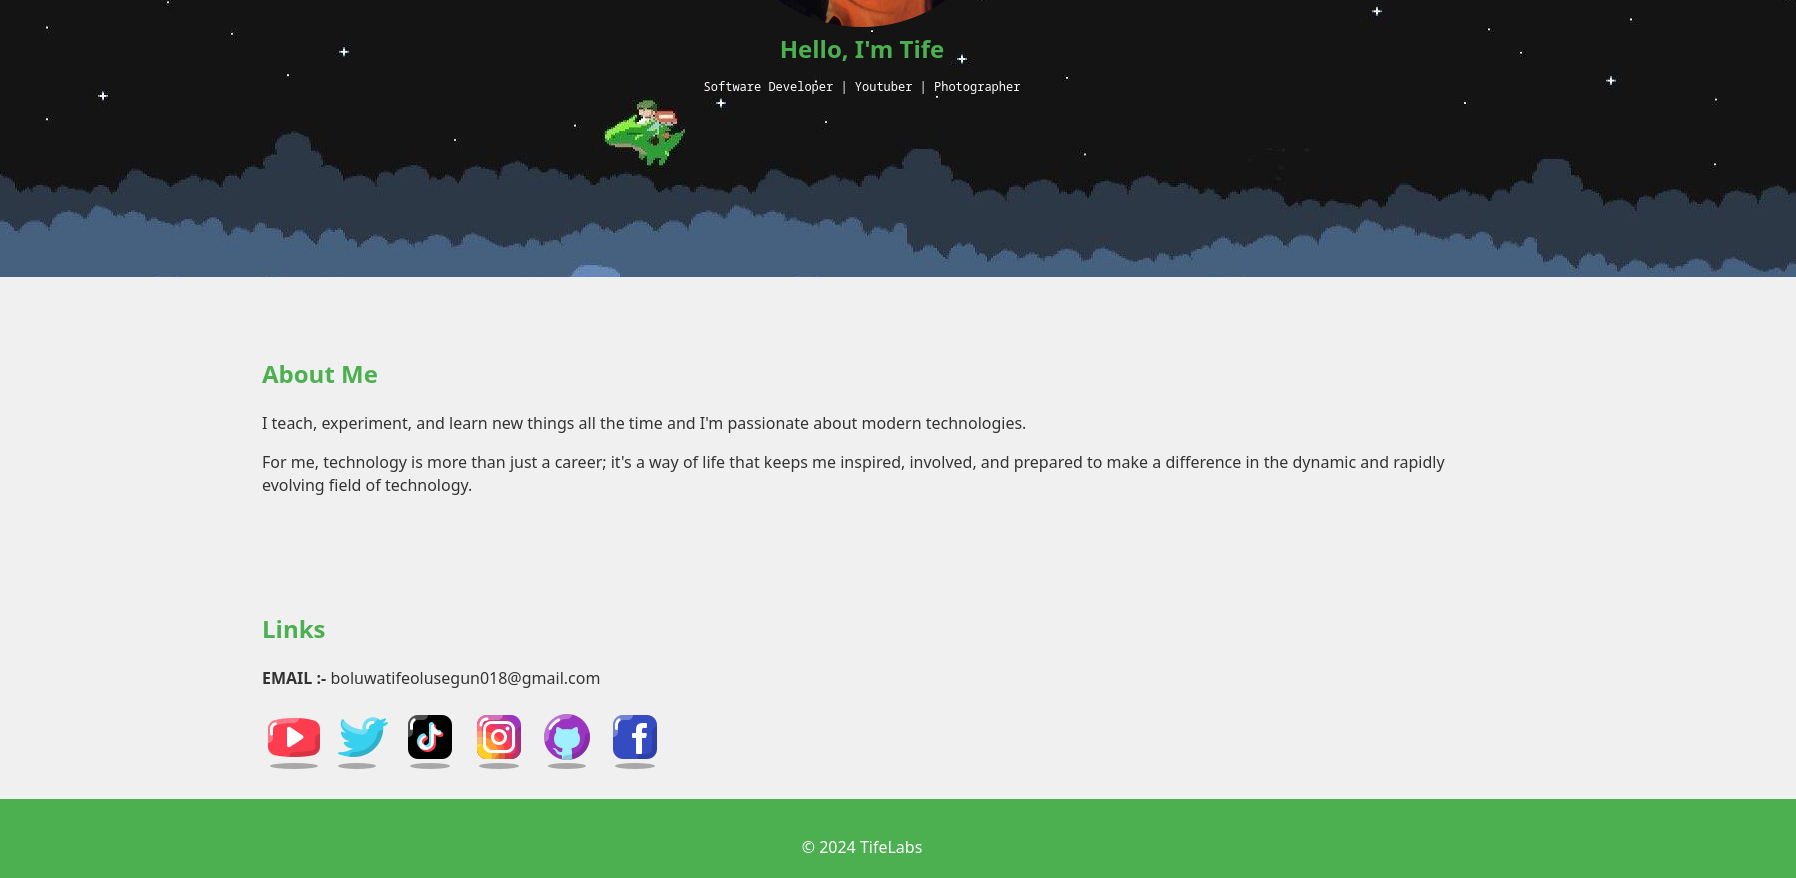 Hello, I'm Tife
Software Developer | Youtuber | Photographer
About Me
I teach, experiment, and learn new things all the time and I'm passionate about modern technologies.
For me, technology is more than just a career; it's a way of life that keeps me inspired, involved, and prepared to make a difference in the dynamic and rapidly
evolving field of technology.
Links
EMAIL :- boluwatifeolusegun018@gmail.com
© 2024 TifeLabs